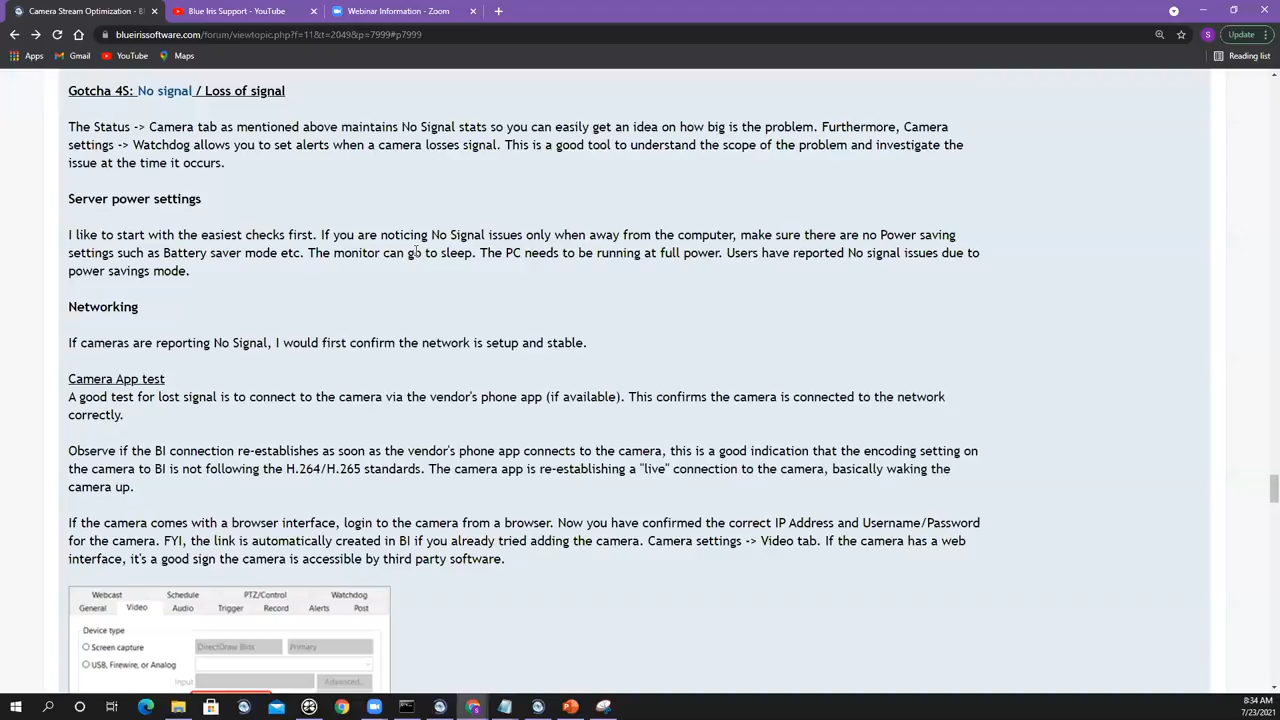 Camera Stream Optimization - Bl
Blue Iris Support - YouTube
Webinar Information - Zoom
blueirissoftware.com/forum/viewtopic.php?f=11&t=2049&p=7999#p7999
S
Update
Apps
Gmail
YouTube
Maps
Reading list
Gotcha 4S: No signal / Loss of signal
The Status -> Camera tab as mentioned above maintains No Signal stats so you can easily get an idea on how big is the problem. Furthermore, Camera
settings -> Watchdog allows you to set alerts when a camera losses signal. This is a good tool to understand the scope of the problem and investigate the
issue at the time it occurs.
Server power settings
I like to start with the easiest checks first. If you are noticing No Signal issues only when away from the computer, make sure there are no Power saving
settings such as Battery saver mode etc. The monitor can go to sleep. The PC needs to be running at full power. Users have reported No signal issues due to
power savings mode.
Networking
If cameras are reporting No Signal, I would first confirm the network is setup and stable.
Camera App test
A good test for lost signal is to connect to the camera via the vendor's phone app (if available). This confirms the camera is connected to the network
correctly.
Observe if the BI connection re-establishes as soon as the vendor's phone app connects to the camera, this is a good indication that the encoding setting on
the camera to BI is not following the H.264/H.265 standards. The camera app is re-establishing a "live" connection to the camera, basically waking the
camera up.
If the camera comes with a browser interface, login to the camera from a browser. Now you have confirmed the correct IP Address and Username/Password
for the camera. FYI, the link is automatically created in BI if you already tried adding the camera. Camera settings -> Video tab. If the camera has a web
interface, it's a good sign the camera is accessible by third party software.
Webcast Schedule PTZ/Control Watchdog
General Video Audio Trigger Record Alerts Post
Device type
Screen capture DirectDraw Blids Primary
USB, Firewire, or Analog
Input Advanced...
8:34 AM
7/23/2021